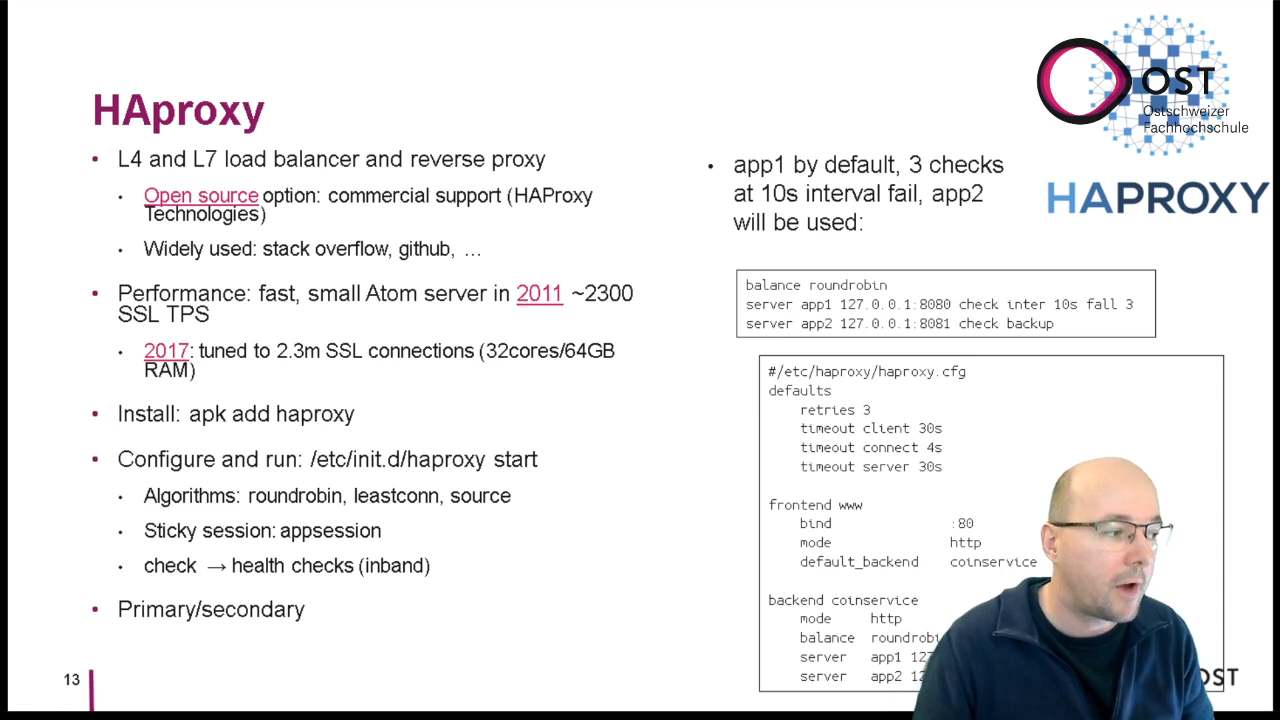 HAproxy
L4 and L7 load balancer and reverse proxy
Open source option: commercial support (HAProxy
Technologies)
Widely used: stack overflow, github, …
Performance: fast, small Atom server in 2011 ~2300
SSL TPS
2017: tuned to 2.3m SSL connections (32cores/64GB
RAM)
Install: apk add haproxy
Configure and run: /etc/init.d/haproxy start
Algorithms: roundrobin, leastconn, source
Sticky session: appsession
check → health checks (inband)
Primary/secondary
13
OST
Ostschweizer
Fachhochschule
HAPROXY
app1 by default, 3 checks
at 10s interval fail, app2
will be used:
balance roundrobin
server app1 127.0.0.1:8080 check inter 10s fall 3
server app2 127.0.0.1:8081 check backup
#/etc/haproxy/haproxy.cfg
defaults
retries 3
timeout client 30s
timeout connect 4s
timeout server 30s
frontend www
bind :80
mode http
default_backend coinservice
backend coinservice
mode http
balance roundrobi
server app1 127
server app2 12
OST